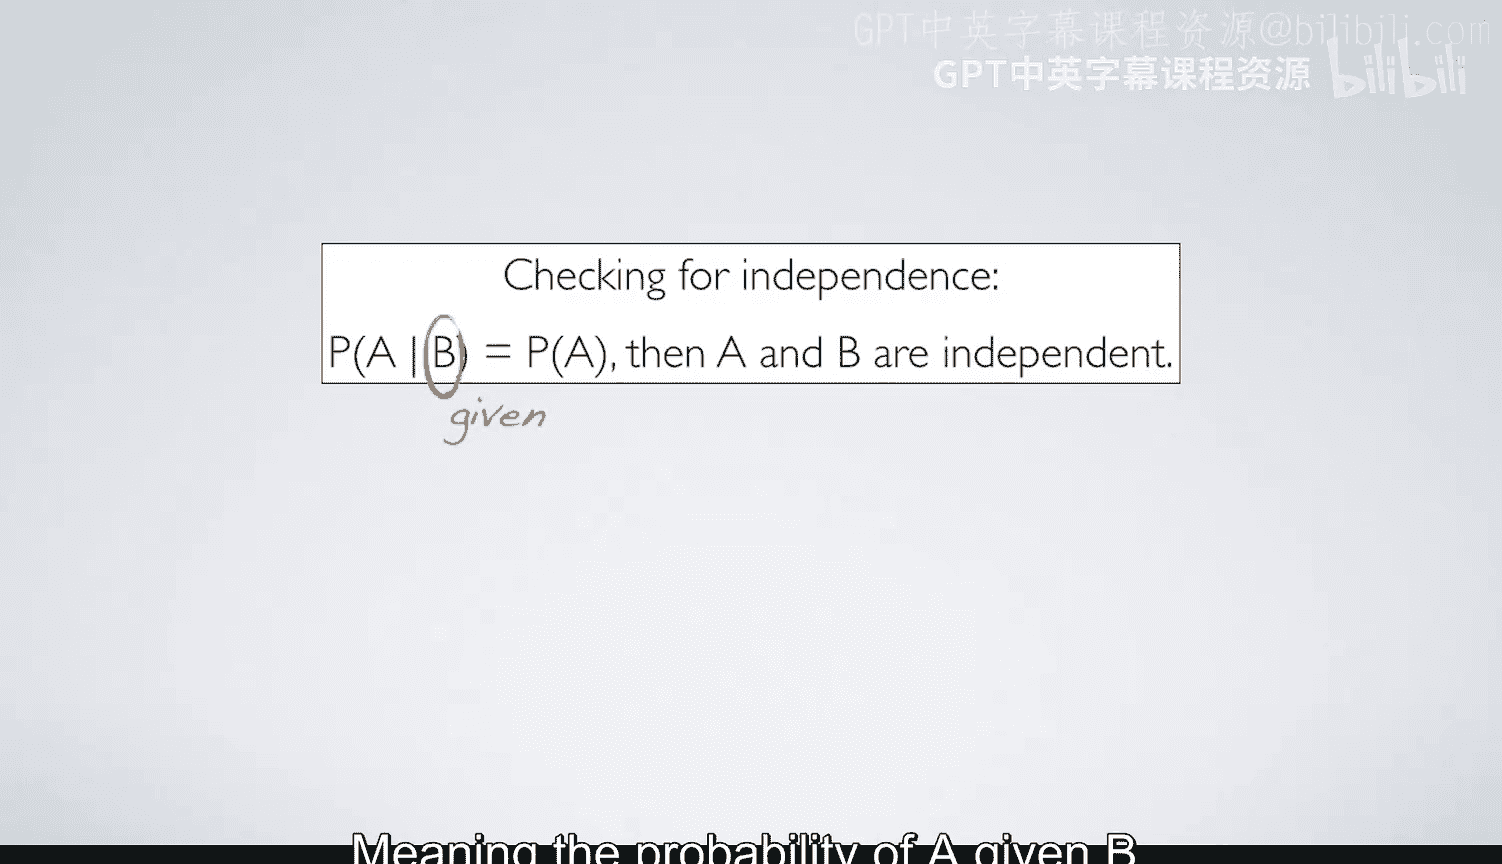 GPT中英字幕课程资源@bilibili.com
GPT中英字幕课程资源 bilibili
Checking for independence:
P(A | B) = P(A), then A and B are independent.
given
Meaning the probability of A given B